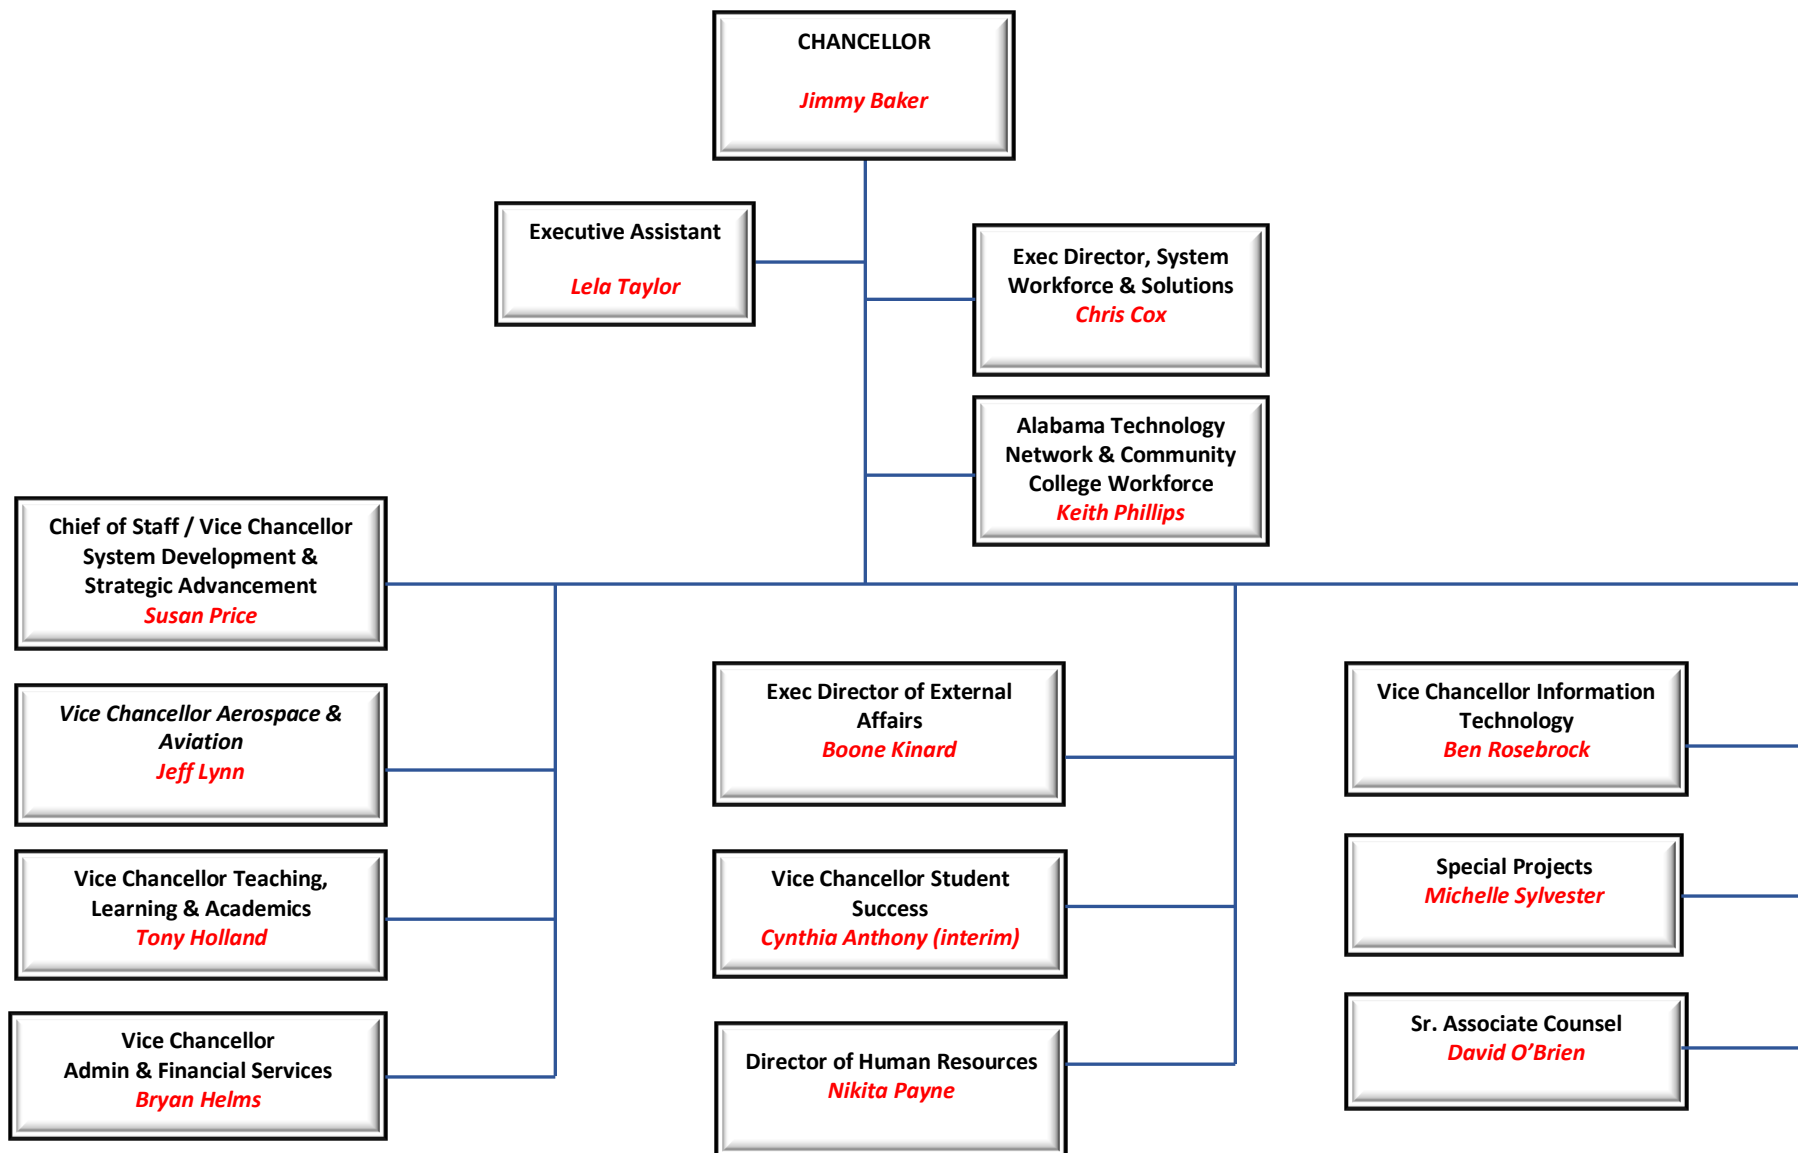 CHANCELLOR
Jimmy Baker
Executive Assistant
Lela Taylor
Exec Director, System
Workforce & Solutions
Chris Cox
Alabama Technology
Network & Community
College Workforce
Keith Phillips
Chief of Staff / Vice Chancellor
System Development &
Strategic Advancement
Susan Price
Vice Chancellor Aerospace &
Aviation
Jeff Lynn
Vice Chancellor Teaching,
Learning & Academics
Tony Holland
Vice Chancellor
Admin & Financial Services
Bryan Helms
Exec Director of External
Affairs
Boone Kinard
Vice Chancellor Student
Success
Cynthia Anthony (interim)
Director of Human Resources
Nikita Payne
Vice Chancellor Information
Technology
Ben Rosebrock
Special Projects
Michelle Sylvester
Sr. Associate Counsel
David O’Brien